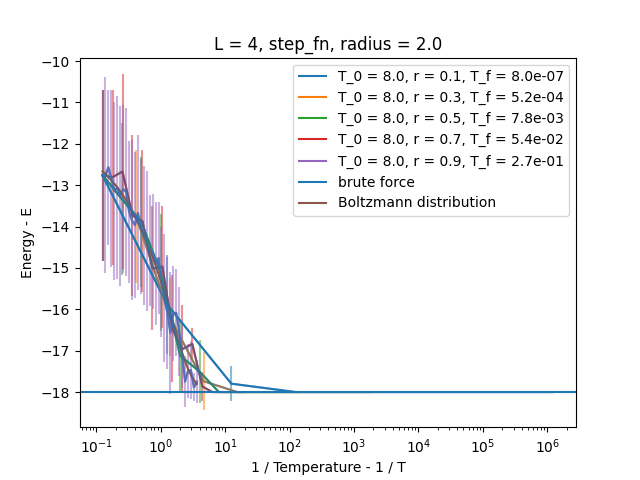 L = 4, step_fn, radius = 2.0
Energy - E
−10
−11
−12
−13
−14
−15
−16
−17
−18
T_0 = 8.0, r = 0.1, T_f = 8.0e-07
T_0 = 8.0, r = 0.3, T_f = 5.2e-04
T_0 = 8.0, r = 0.5, T_f = 7.8e-03
T_0 = 8.0, r = 0.7, T_f = 5.4e-02
T_0 = 8.0, r = 0.9, T_f = 2.7e-01
brute force
Boltzmann distribution
10⁻¹ 10⁰ 10¹ 10² 10³ 10⁴ 10⁵ 10⁶
1 / Temperature - 1 / T